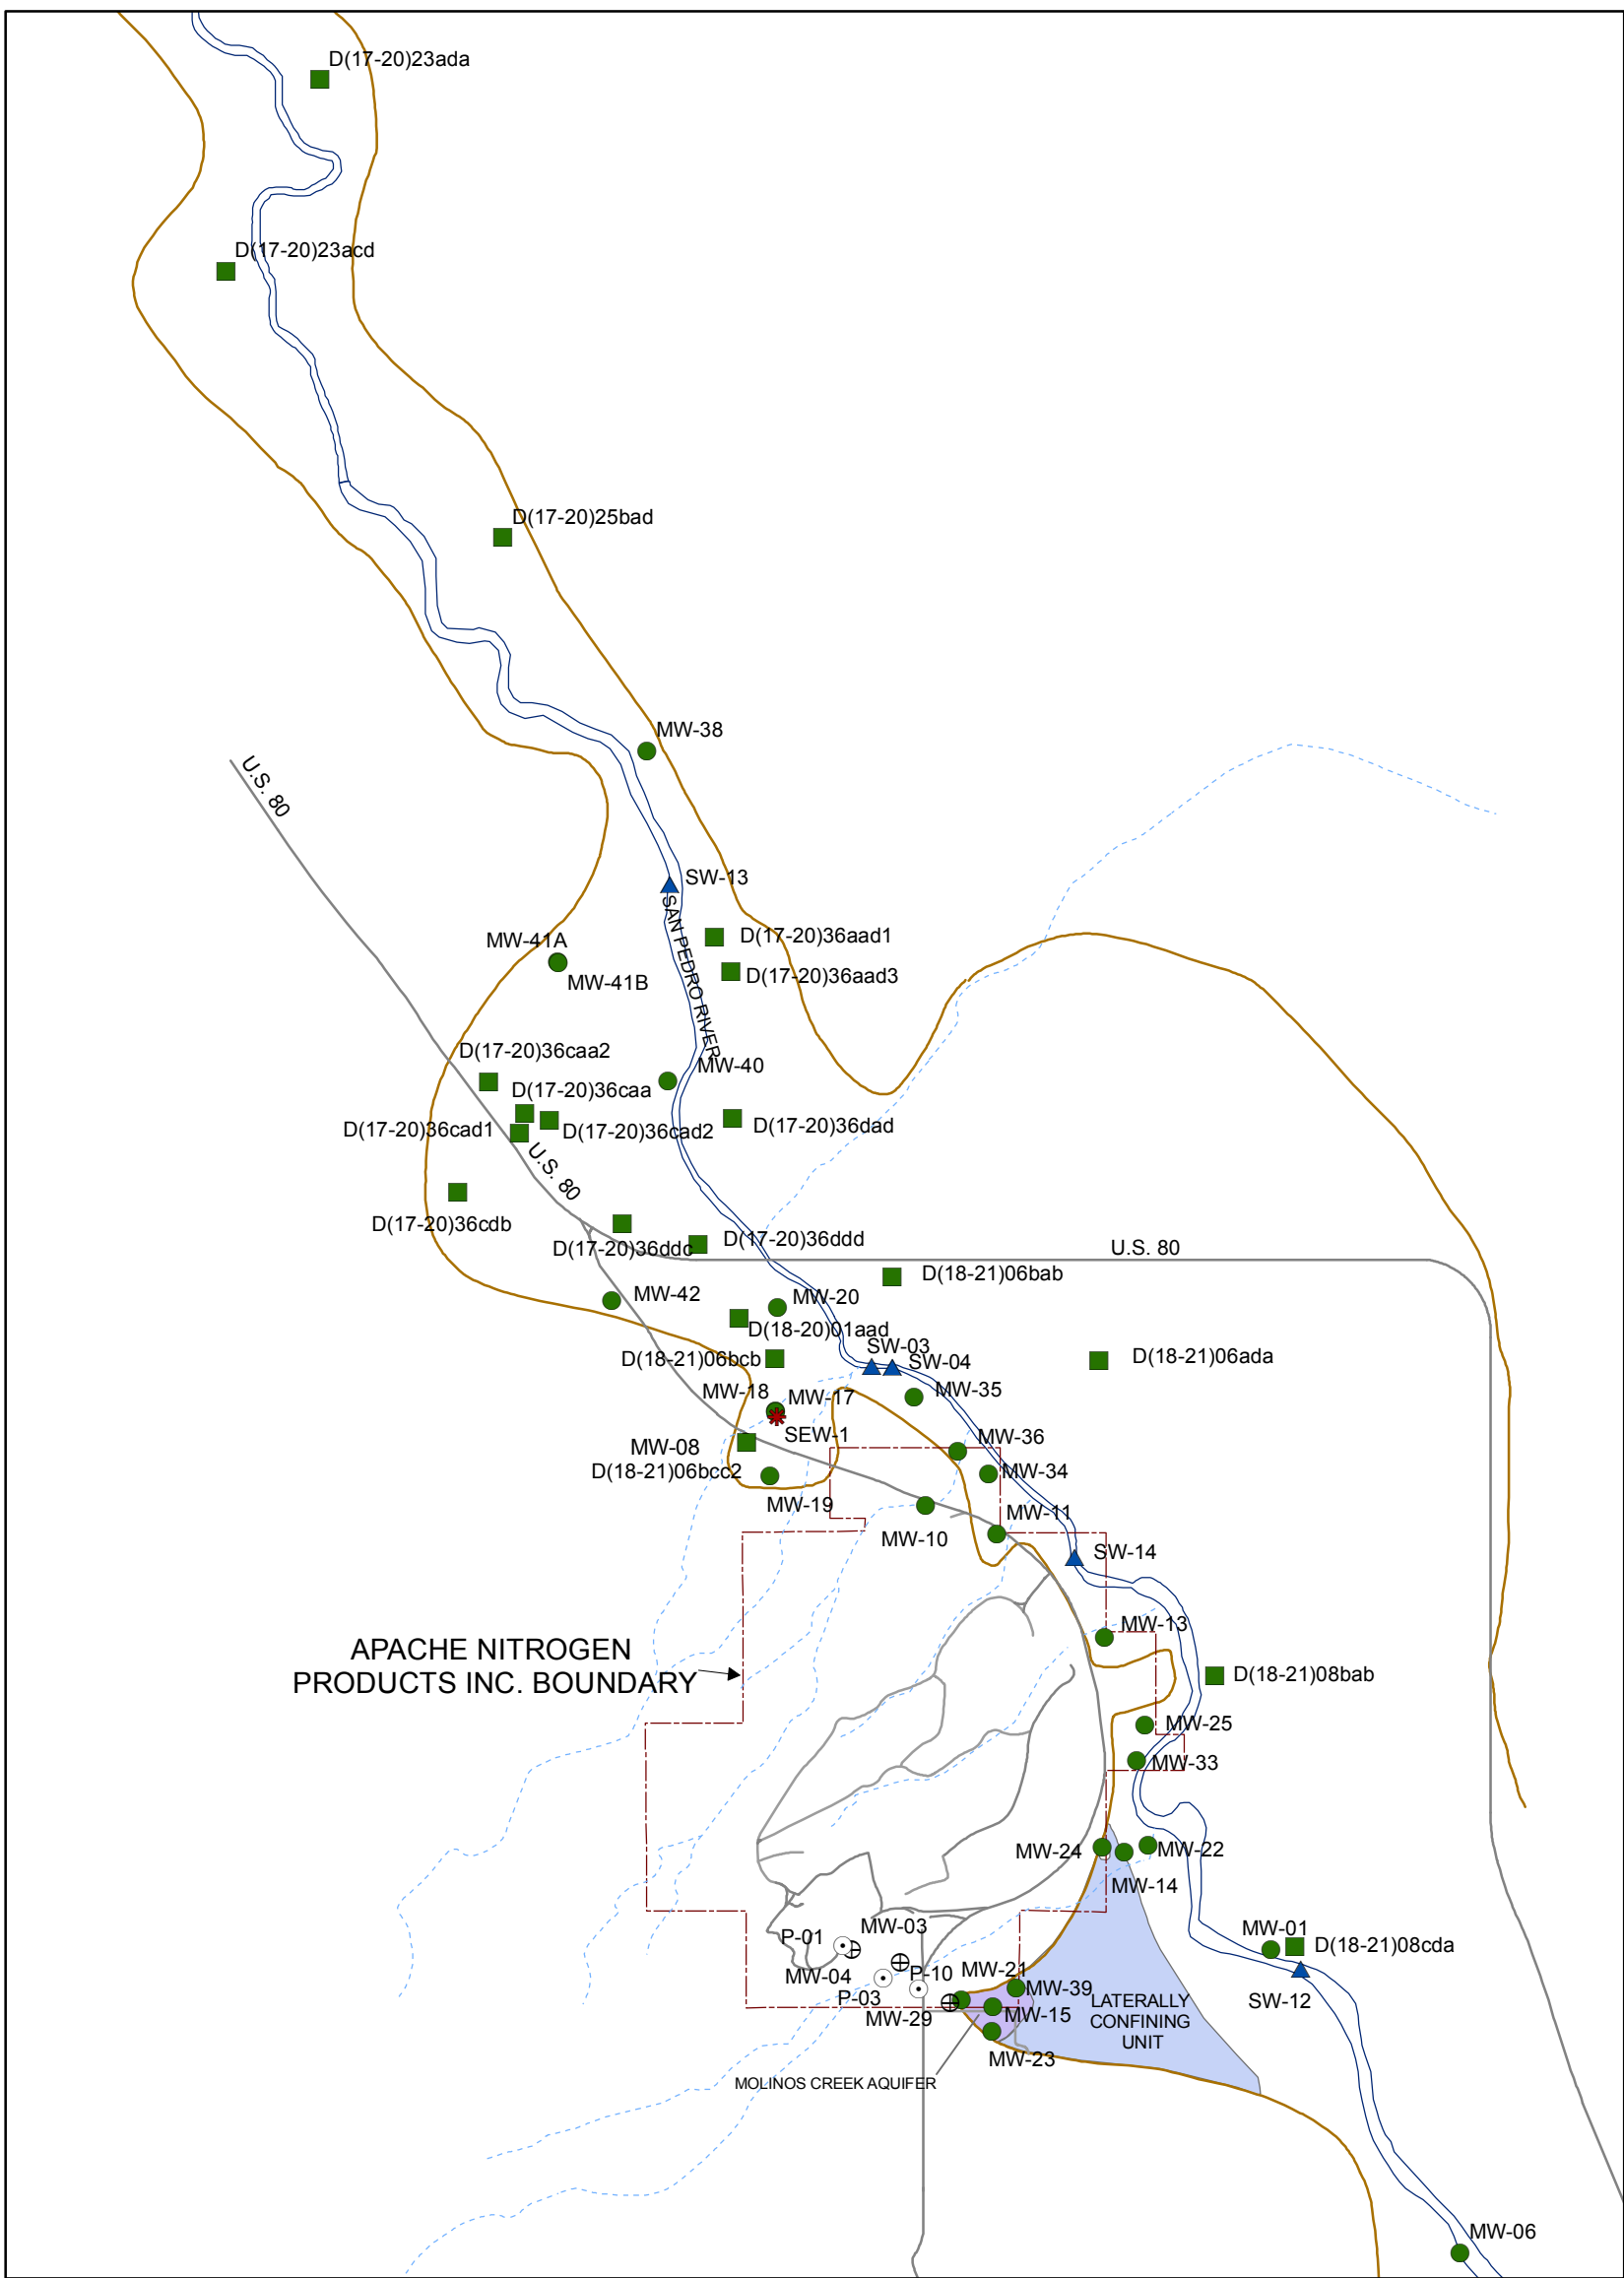 D(17-20)23ada
D(17-20)23acd
D(17-20)25bad
MW-38
U.S. 80
SW-13
SAN PEDRO RIVER
D(17-20)36aad1
MW-41A
D(17-20)36aad3
MW-41B
D(17-20)36caa2
MW-40
D(17-20)36caa
D(17-20)36dad
D(17-20)36cad1
D(17-20)36cad2
U.S. 80
D(17-20)36cdb
D(17-20)36ddc
D(17-20)36ddd
U.S. 80
D(18-21)06bab
MW-42
MW-20
D(18-20)01aad
SW-03
D(18-21)06bcb
SW-04
D(18-21)06ada
MW-18
MW-17
MW-35
SEW-1
MW-08
MW-36
D(18-21)06bcc2
MW-34
MW-19
MW-11
MW-10
SW-14
MW-13
APACHE NITROGEN
PRODUCTS INC. BOUNDARY
D(18-21)08bab
MW-25
MW-33
MW-24
MW-22
MW-14
MW-03
MW-01
P-01
D(18-21)08cda
MW-04
P-10
MW-21
P-03
MW-39
SW-12
MW-29
MW-15
LATERALLY
CONFINING
UNIT
MW-23
MOLINOS CREEK AQUIFER
MW-06